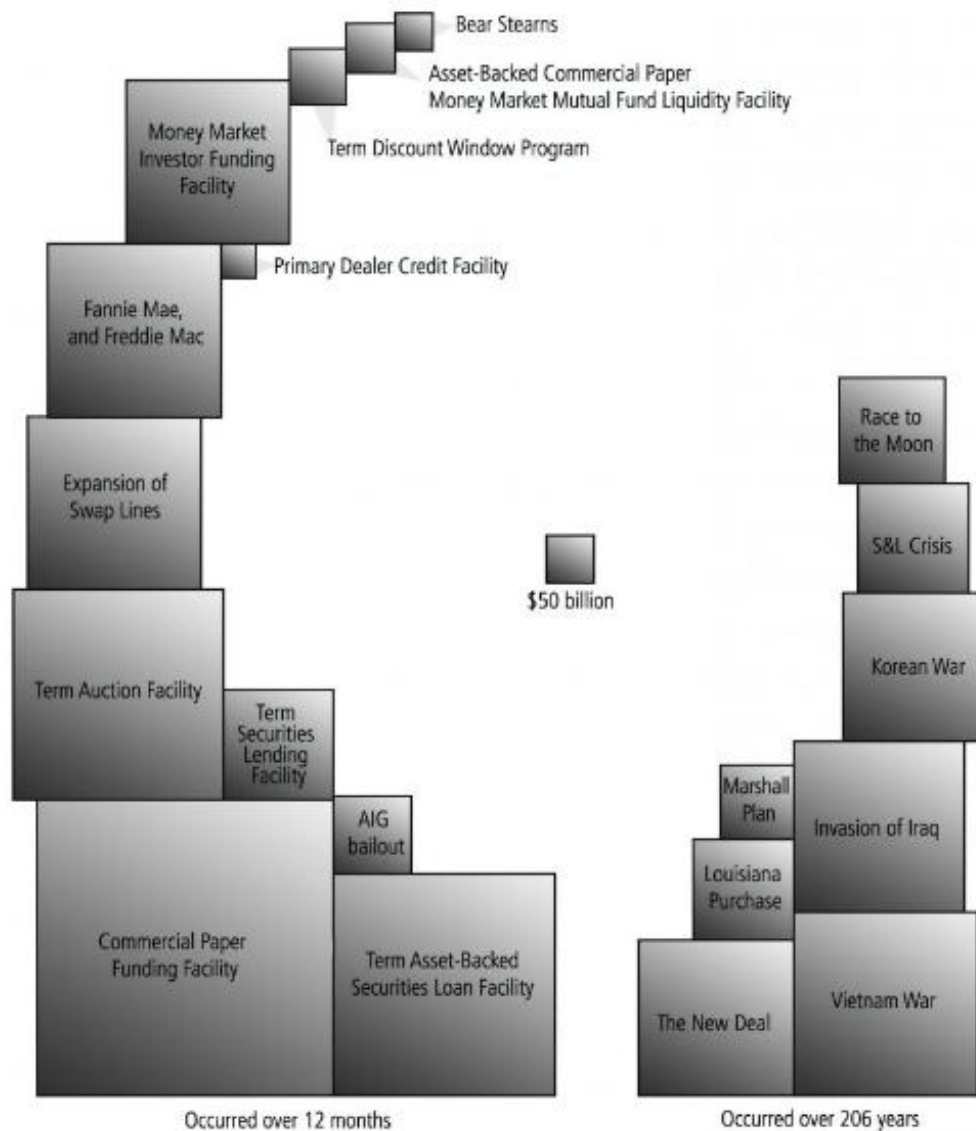 Bear Stearns
Asset-Backed Commercial Paper
Money Market Mutual Fund Liquidity Facility
Term Discount Window Program
Money Market
Investor Funding
Facility
Primary Dealer Credit Facility
Fannie Mae,
and Freddie Mac
Expansion of
Swap Lines
Term Auction Facility
Term
Securities
Lending
Facility
AIG
bailout
Commercial Paper
Funding Facility
Term Asset-Backed
Securities Loan Facility
Occurred over 12 months
$50 billion
Race to
the Moon
S&L Crisis
Korean War
Marshall
Plan
Invasion of Iraq
Louisiana
Purchase
The New Deal
Vietnam War
Occurred over 206 years